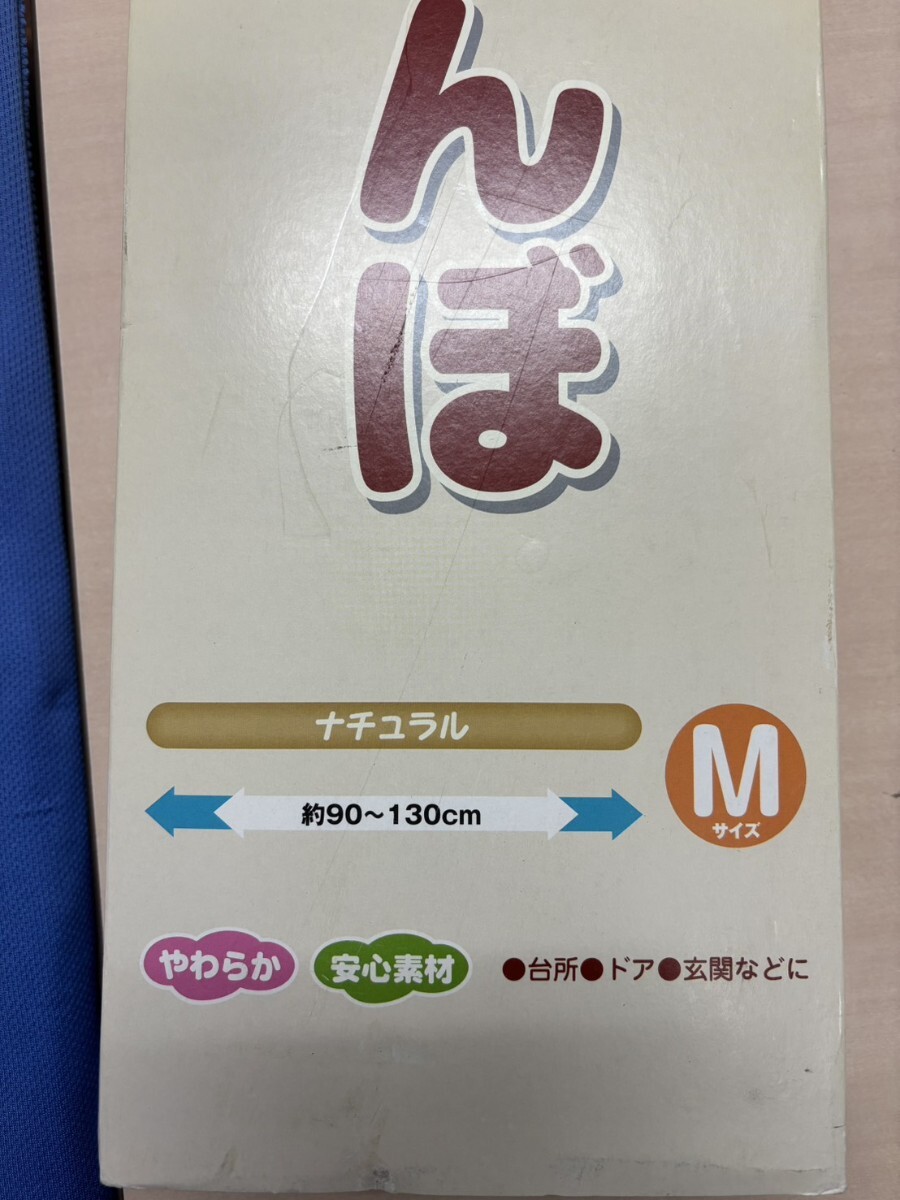 んぼ
ナチュラル
約90～130cm
M
サイズ
やわらか
安心素材
●台所●ドア●玄関などに